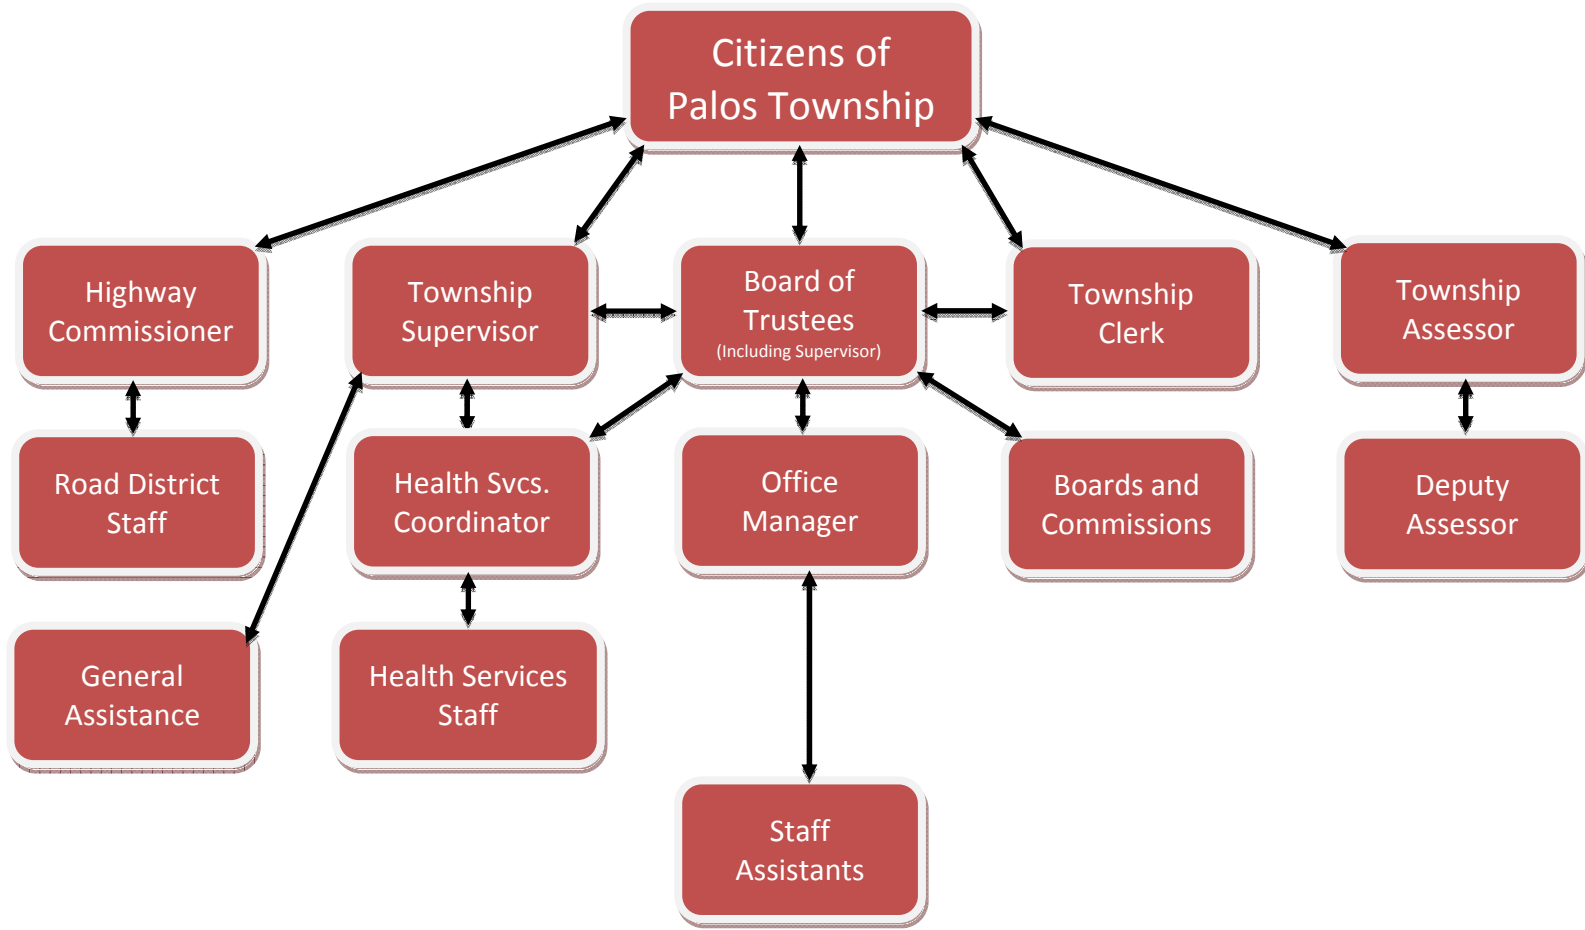 Citizens of
Palos Township
Highway
Commissioner
Township
Supervisor
Board of
Trustees
(Including Supervisor)
Township
Clerk
Township
Assessor
Road District
Staff
Health Svcs.
Coordinator
Office
Manager
Boards and
Commissions
Deputy
Assessor
General
Assistance
Health Services
Staff
Staff
Assistants